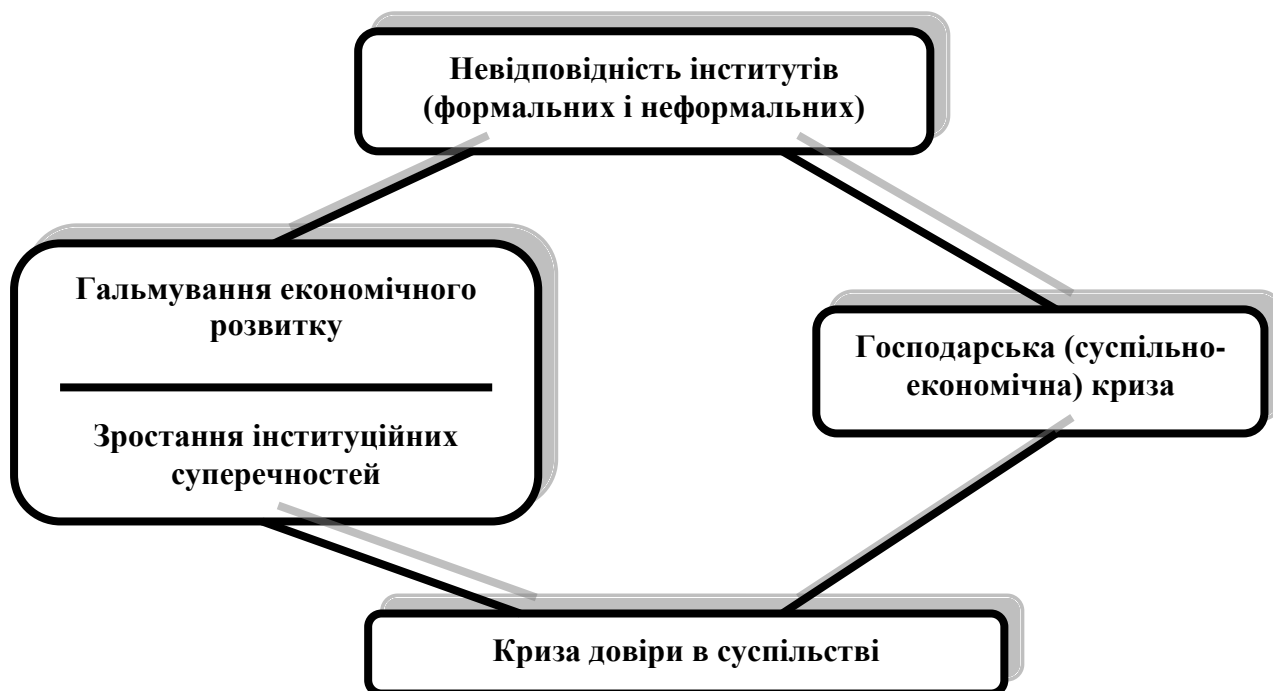 Невідповідність інститутів
(формальних і неформальних)
Гальмування економічного
розвитку
Зростання інституційних
суперечностей
Господарська (суспільно-
економічна) криза
Криза довіри в суспільстві